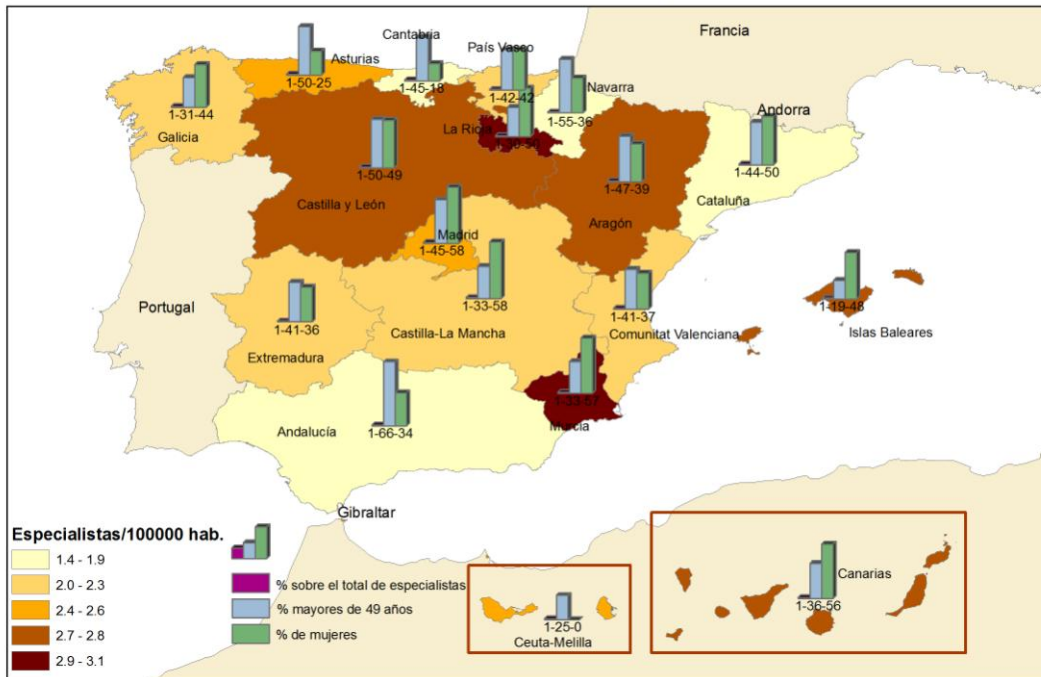 Francia
Cantabria
Asturias
País Vasco
Navarra
1-50-25
1-45-18
1-42-42
1-55-36
Andorra
1-31-44
Galicia
La Rioja
1-50-49
1-47-39
1-44-50
Castilla y León
Aragón
Cataluña
Madrid
1-45-58
Portugal
1-33-58
1-41-37
1-19-48
1-41-36
Castilla-La Mancha
Comunitat Valenciana
Islas Baleares
Extremadura
1-33-67
Murcia
Andalucía
1-66-34
Gibraltar
Especialistas/100000 hab.
1.4 - 1.9
2.0 - 2.3
2.4 - 2.6
2.7 - 2.8
2.9 - 3.1
% sobre el total de especialistas
% mayores de 49 años
% de mujeres
1-25-0
Ceuta-Melilla
Canarias
1-36-56